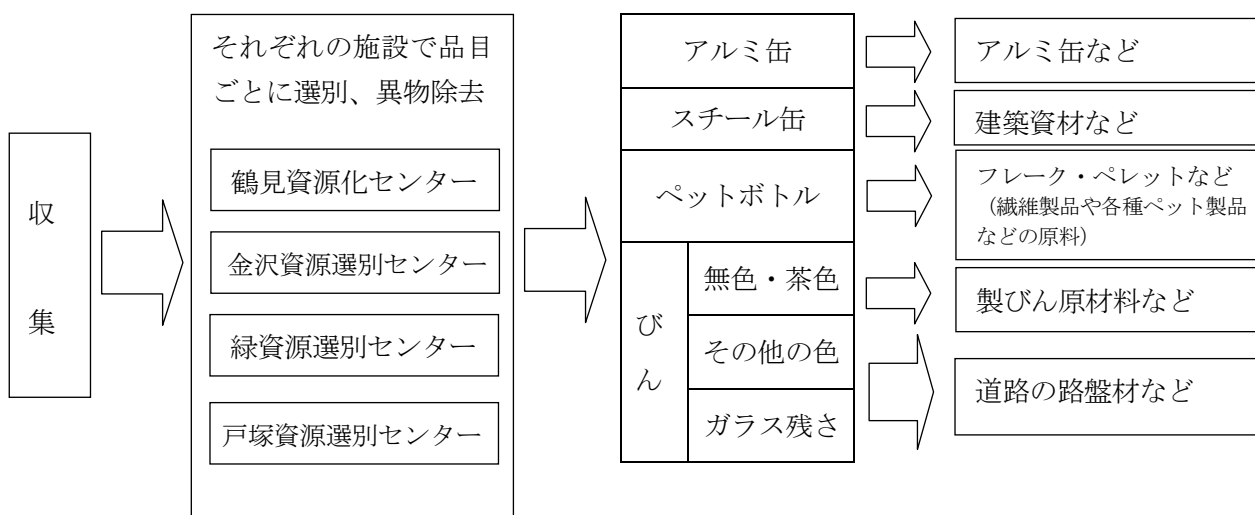 収
集
それぞれの施設で品目
ごとに選別、異物除去
鶴見資源化センター
金沢資源選別センター
緑資源選別センター
戸塚資源選別センター
アルミ缶
スチール缶
ペットボトル
び
ん
無色・茶色
その他の色
ガラス残さ
アルミ缶など
建築資材など
フレーク・ペレットなど
(繊維製品や各種ペット製品
などの原料)
製びん原材料など
道路の路盤材など